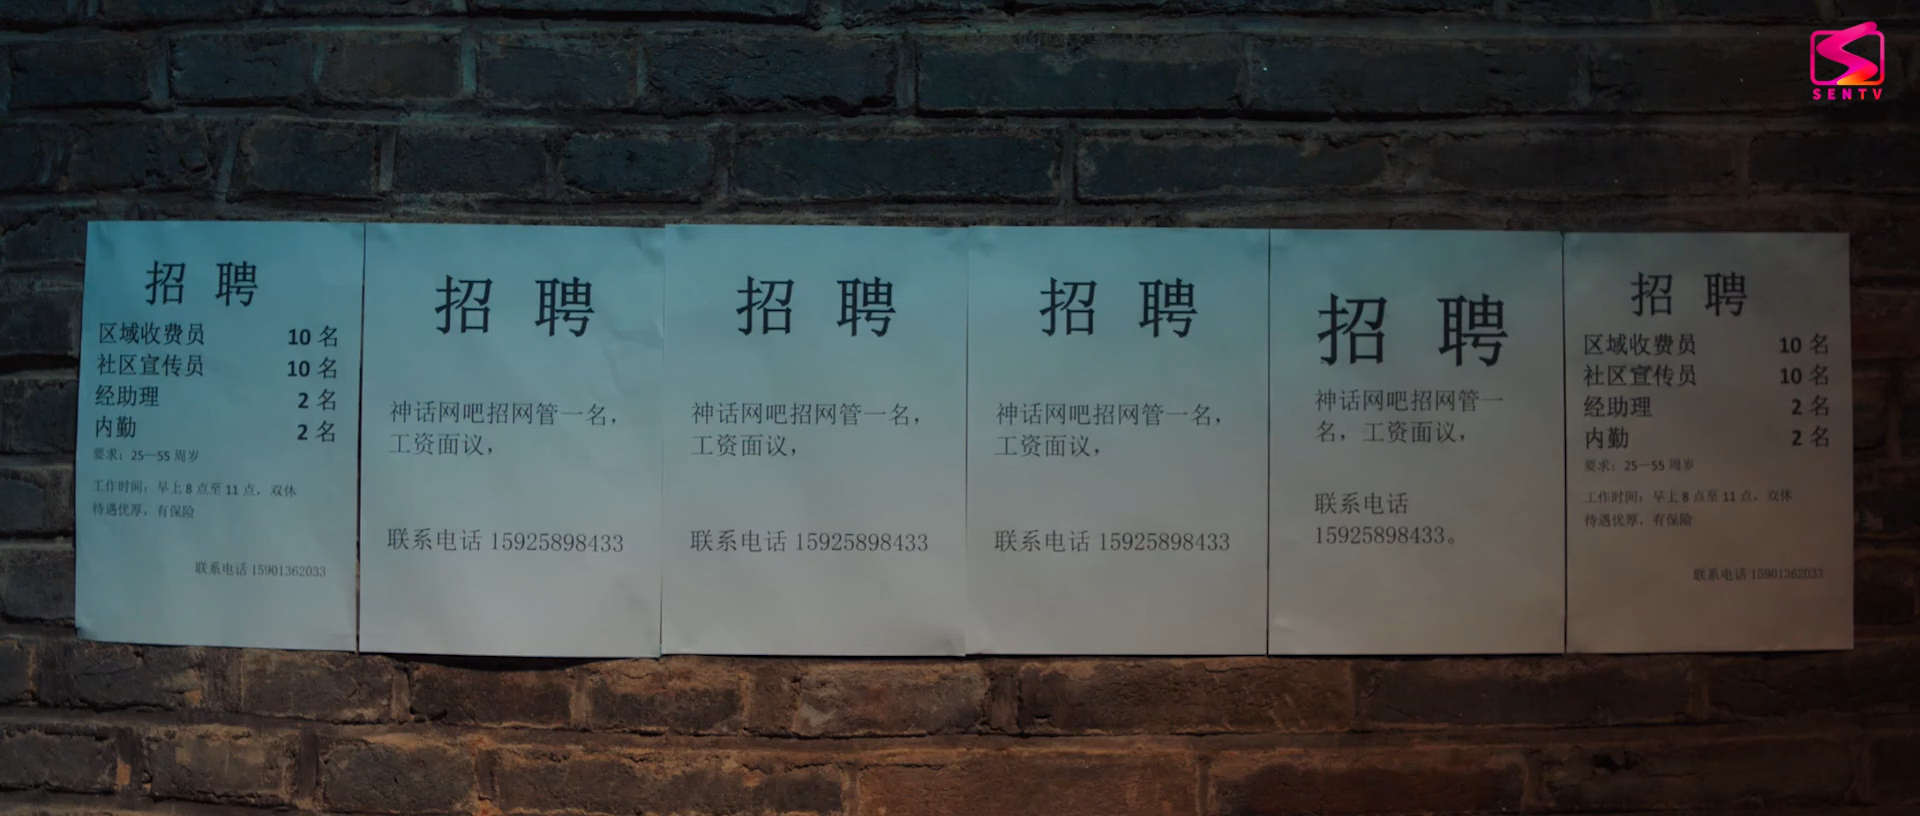 SENTV
招 聘
区域收费员 10 名
社区宣传员 10 名
经助理 2 名
内勤 2 名
要求：25—55 周岁
工作时间：早上 8 点至 11 点，双休
待遇优厚，有保险
联系电话 15901362033
招 聘
神话网吧招网管一名，
工资面议，
联系电话 15925898433
招 聘
神话网吧招网管一名，
工资面议，
联系电话 15925898433
招 聘
神话网吧招网管一名，
工资面议，
联系电话 15925898433
招 聘
神话网吧招网管一
名，工资面议，
联系电话
15925898433。
招 聘
区域收费员 10 名
社区宣传员 10 名
经助理 2 名
内勤 2 名
要求：25—55 周岁
工作时间：早上 8 点至 11 点，双休
待遇优厚，有保险
联系电话 15901362033